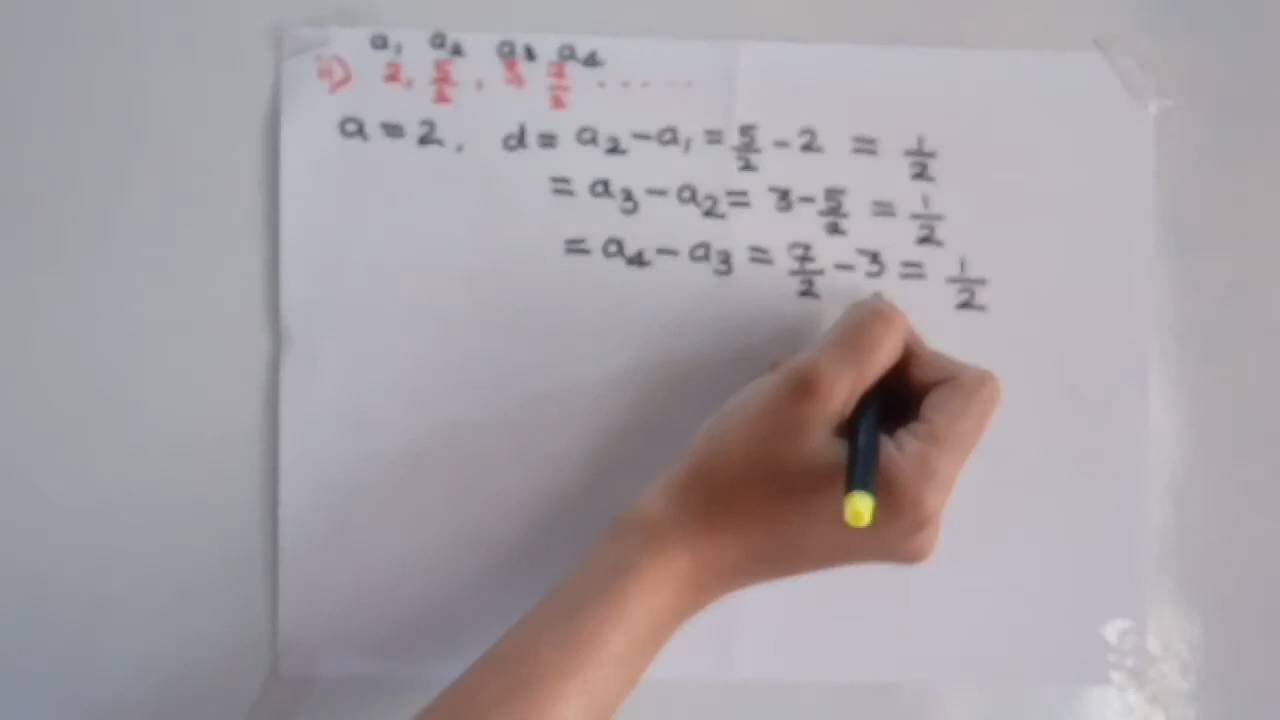 a₁ a₂ a₃ a₄
ii) 2, 5/2, 3, 7/2 ......
a = 2, d = a₂ - a₁ = 5/2 - 2 = 1/2
= a₃ - a₂ = 3 - 5/2 = 1/2
= a₄ - a₃ = 7/2 - 3 = 1/2